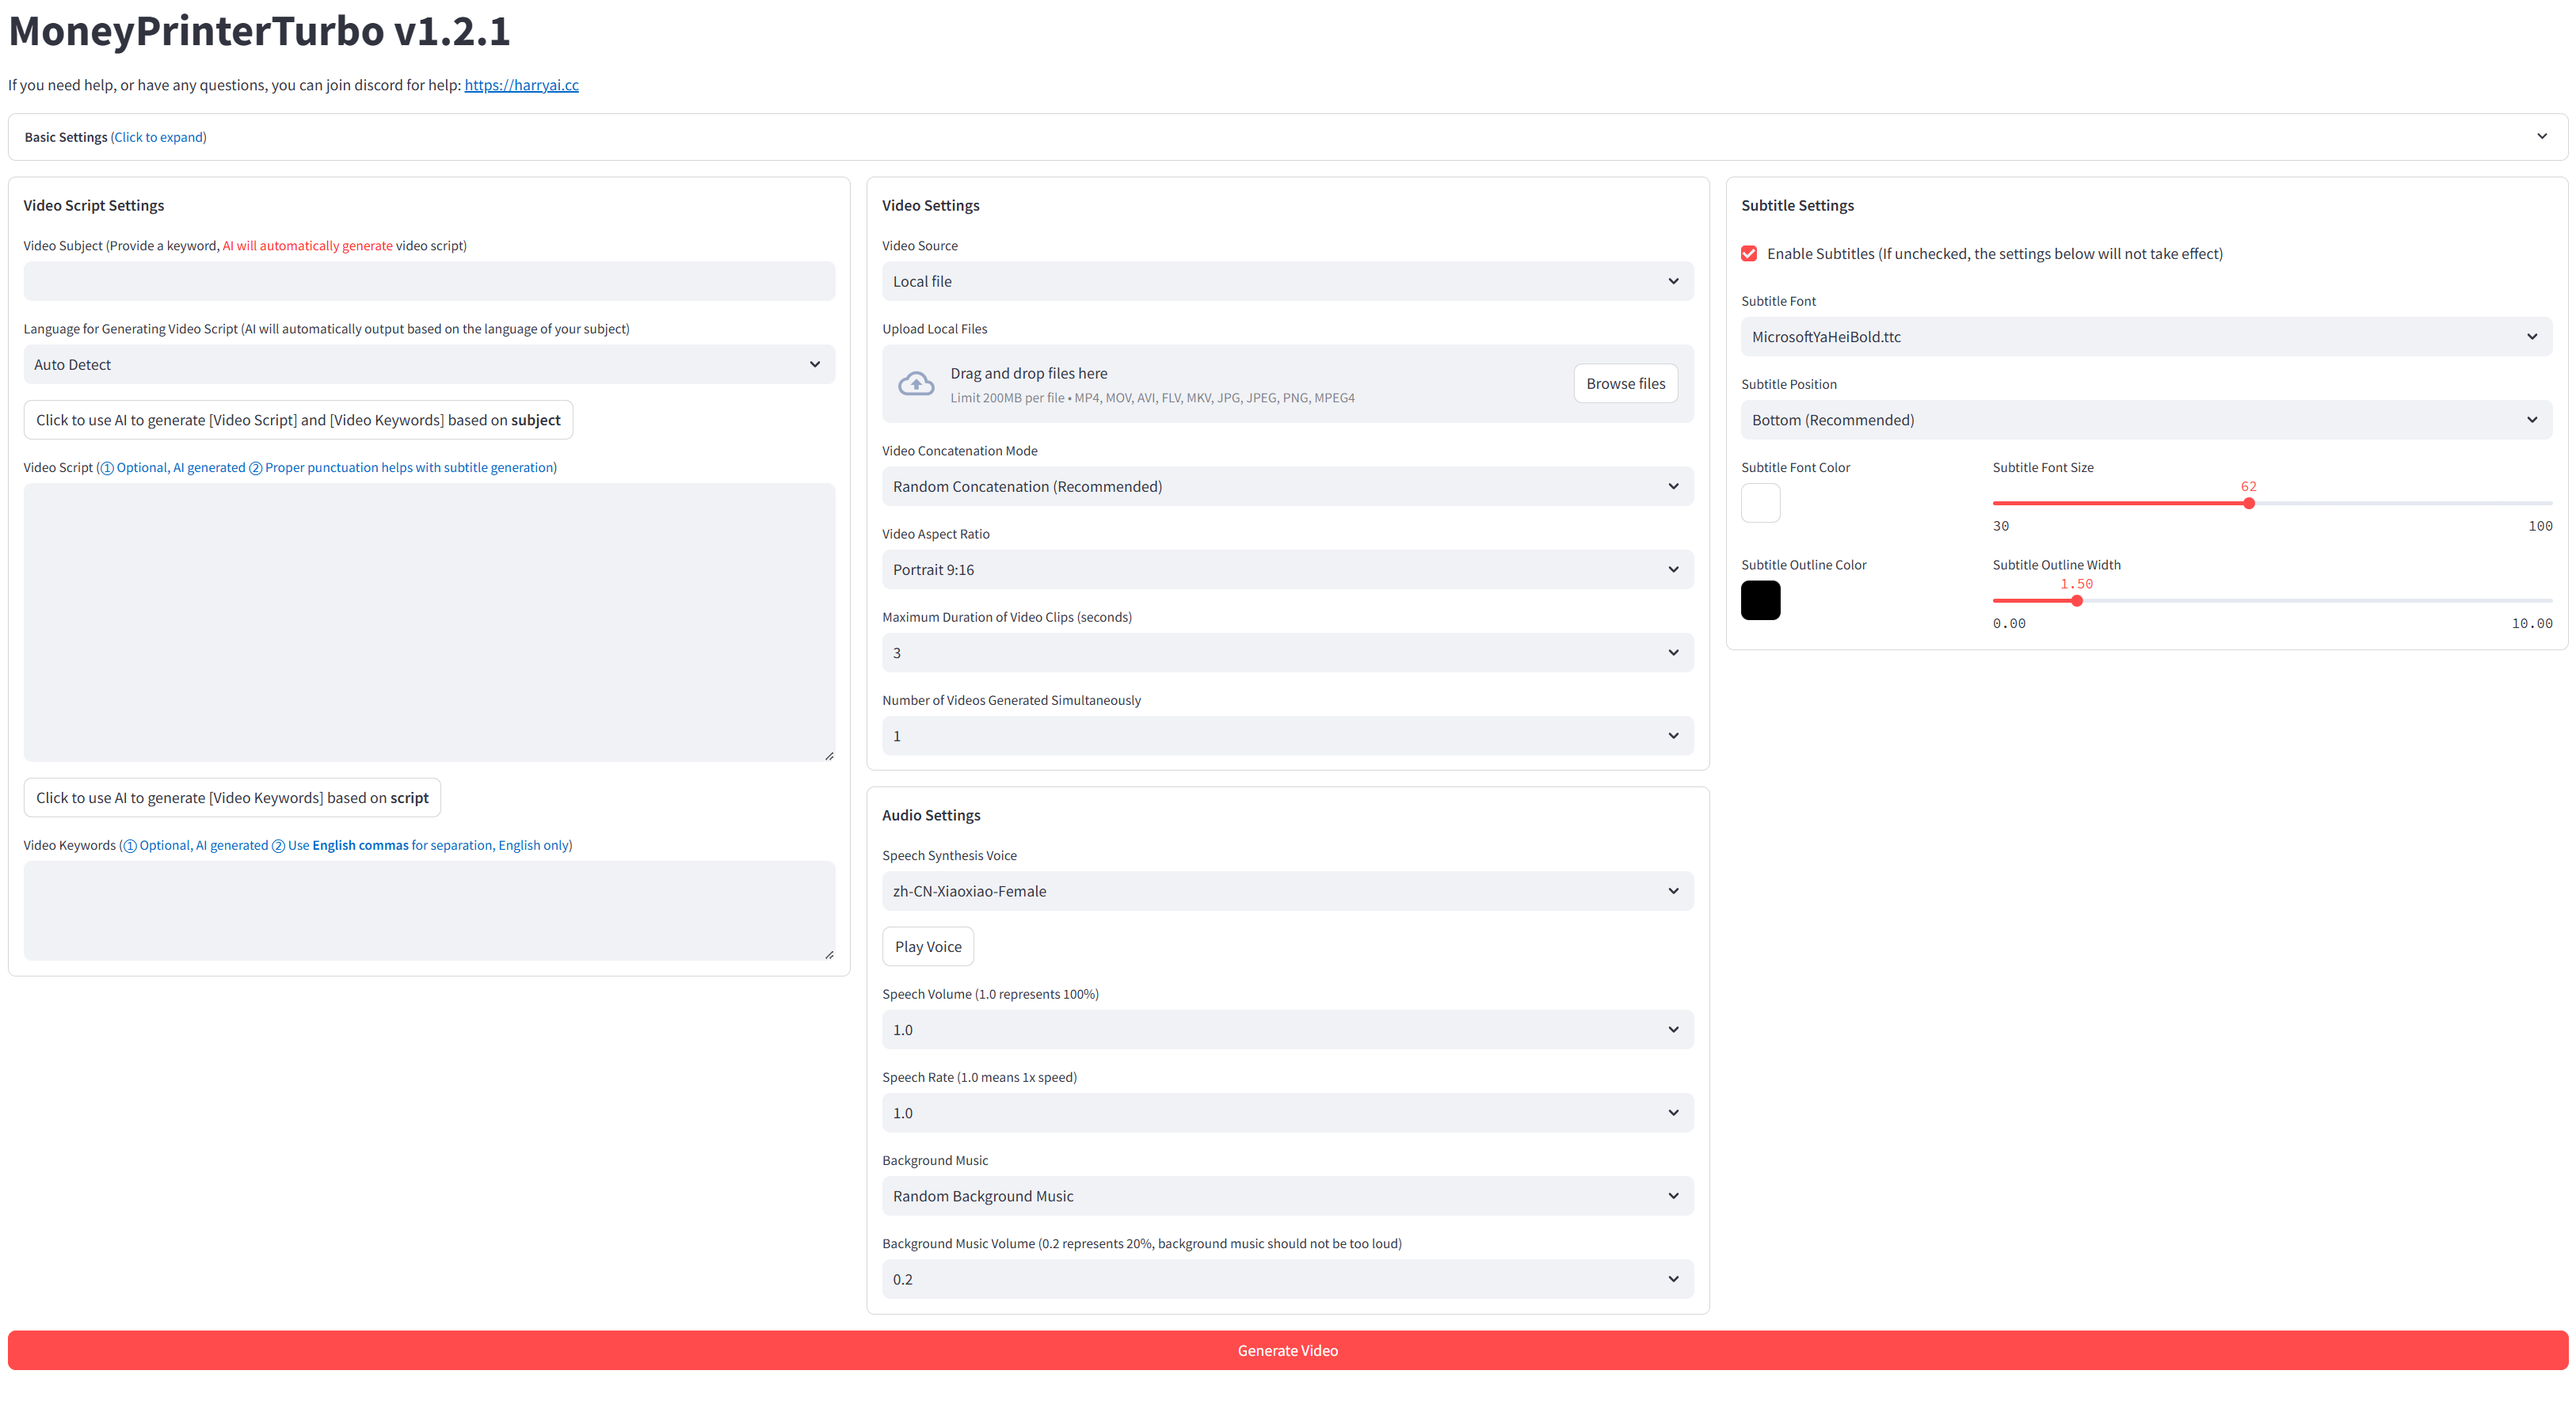 MoneyPrinterTurbo v1.2.1
If you need help, or have any questions, you can join discord for help: https://harryai.cc
Basic Settings (Click to expand)
Video Script Settings
Video Subject (Provide a keyword, AI will automatically generate video script)
Language for Generating Video Script (AI will automatically output based on the language of your subject)
Auto Detect
Click to use AI to generate [Video Script] and [Video Keywords] based on subject
Video Script (① Optional, AI generated ② Proper punctuation helps with subtitle generation)
Click to use AI to generate [Video Keywords] based on script
Video Keywords (① Optional, AI generated ② Use English commas for separation, English only)
Video Settings
Video Source
Local file
Upload Local Files
Drag and drop files here
Limit 200MB per file • MP4, MOV, AVI, FLV, MKV, JPG, JPEG, PNG, MPEG4
Browse files
Video Concatenation Mode
Random Concatenation (Recommended)
Video Aspect Ratio
Portrait 9:16
Maximum Duration of Video Clips (seconds)
3
Number of Videos Generated Simultaneously
1
Audio Settings
Speech Synthesis Voice
zh-CN-Xiaoxiao-Female
Play Voice
Speech Volume (1.0 represents 100%)
1.0
Speech Rate (1.0 means 1x speed)
1.0
Background Music
Random Background Music
Background Music Volume (0.2 represents 20%, background music should not be too loud)
0.2
Subtitle Settings
Enable Subtitles (If unchecked, the settings below will not take effect)
Subtitle Font
MicrosoftYaHeiBold.ttc
Subtitle Position
Bottom (Recommended)
Subtitle Font Color
Subtitle Font Size
62
30 100
Subtitle Outline Color
Subtitle Outline Width
1.50
0.00 10.00
Generate Video